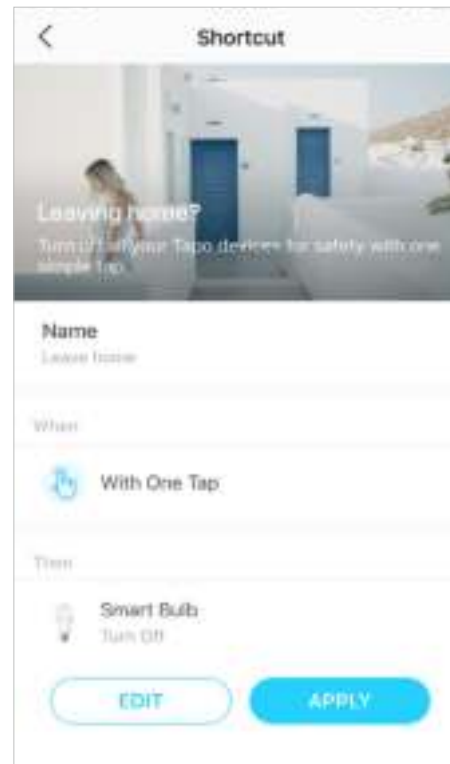 Shortcut
Leaving home?
Turn off all your Tapo devices for safety with one
simple tap.
Name
Leave home
When
With One Tap
Then
Smart Bulb
Turn Off
EDIT
APPLY